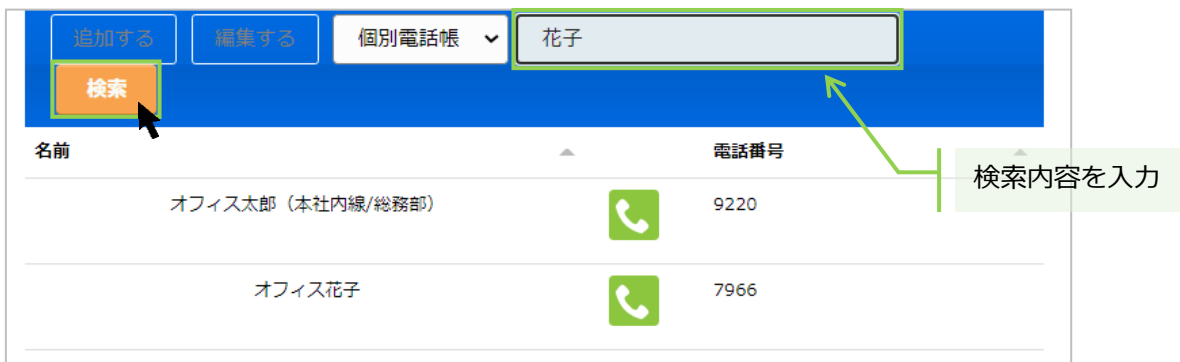 追加する 編集する 個別電話帳 花子
検索
名前 電話番号
検索内容を入力
オフィス太郎（本社内線/総務部） 9220
オフィス花子 7966